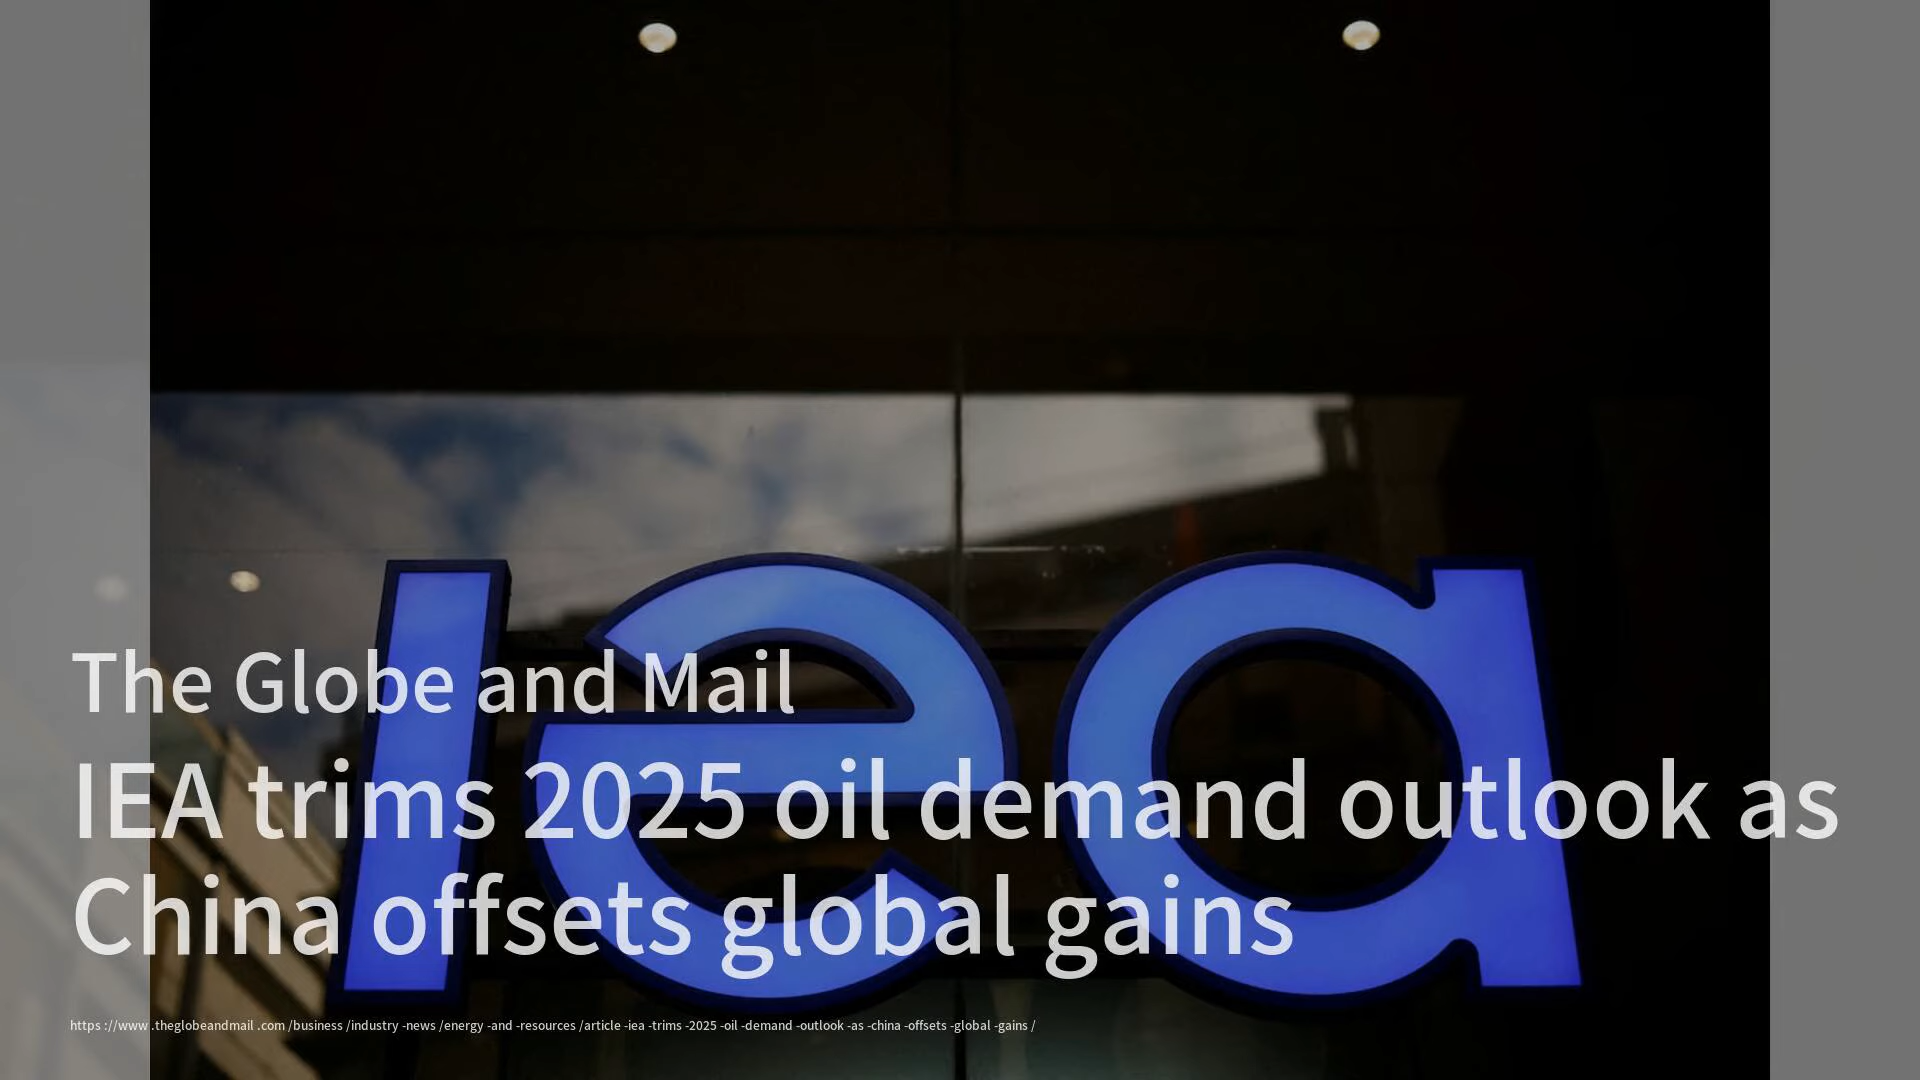 iea
The Globe and Mail
IEA trims 2025 oil demand outlook as
China offsets global gains
https ://www .theglobeandmail .com /business /industry -news /energy -and -resources /article -iea -trims -2025 -oil -demand -outlook -as -china -offsets -global -gains /